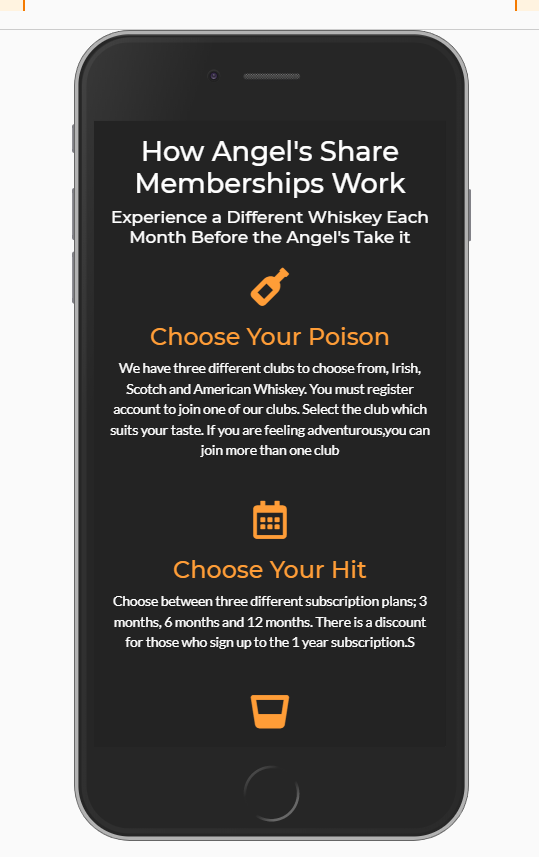 How Angel's Share
Memberships Work
Experience a Different Whiskey Each
Month Before the Angel's Take it
Choose Your Poison
We have three different clubs to choose from, Irish,
Scotch and American Whiskey. You must register
account to join one of our clubs. Select the club which
suits your taste. If you are feeling adventurous,you can
join more than one club
Choose Your Hit
Choose between three different subscription plans; 3
months, 6 months and 12 months. There is a discount
for those who sign up to the 1 year subscription.S